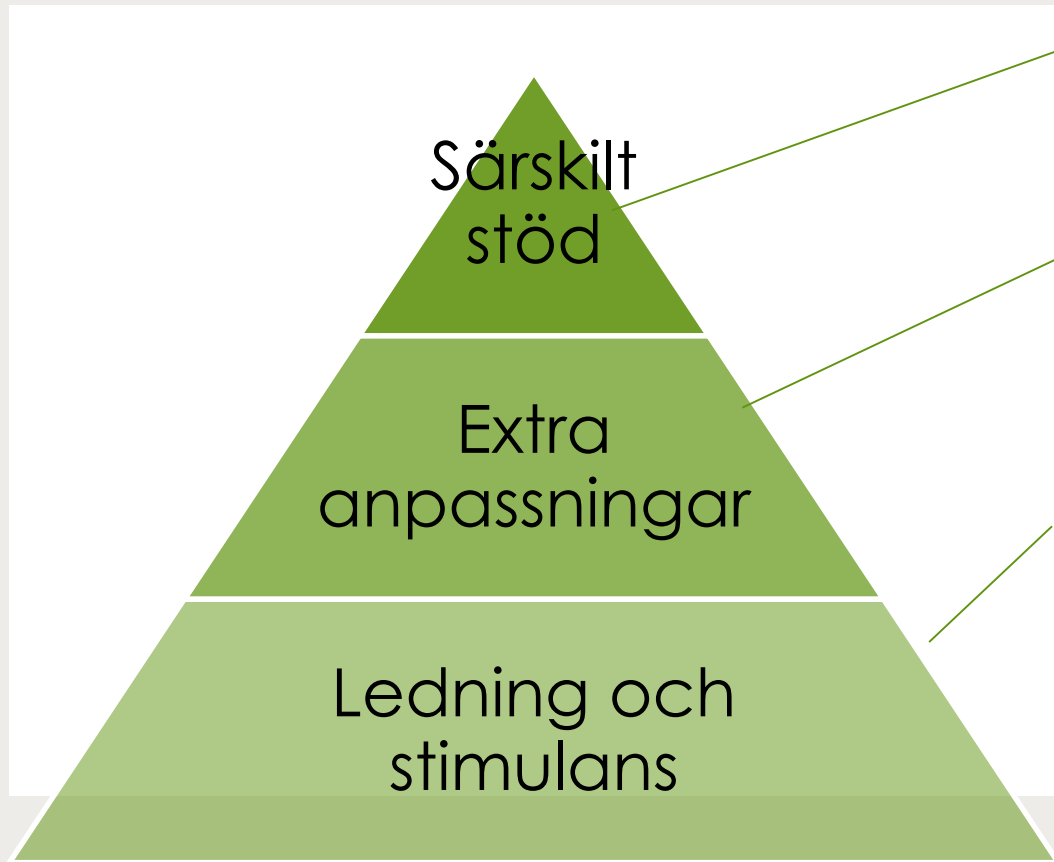 Särskilt
stöd
Extra
anpassningar
Ledning och
stimulans